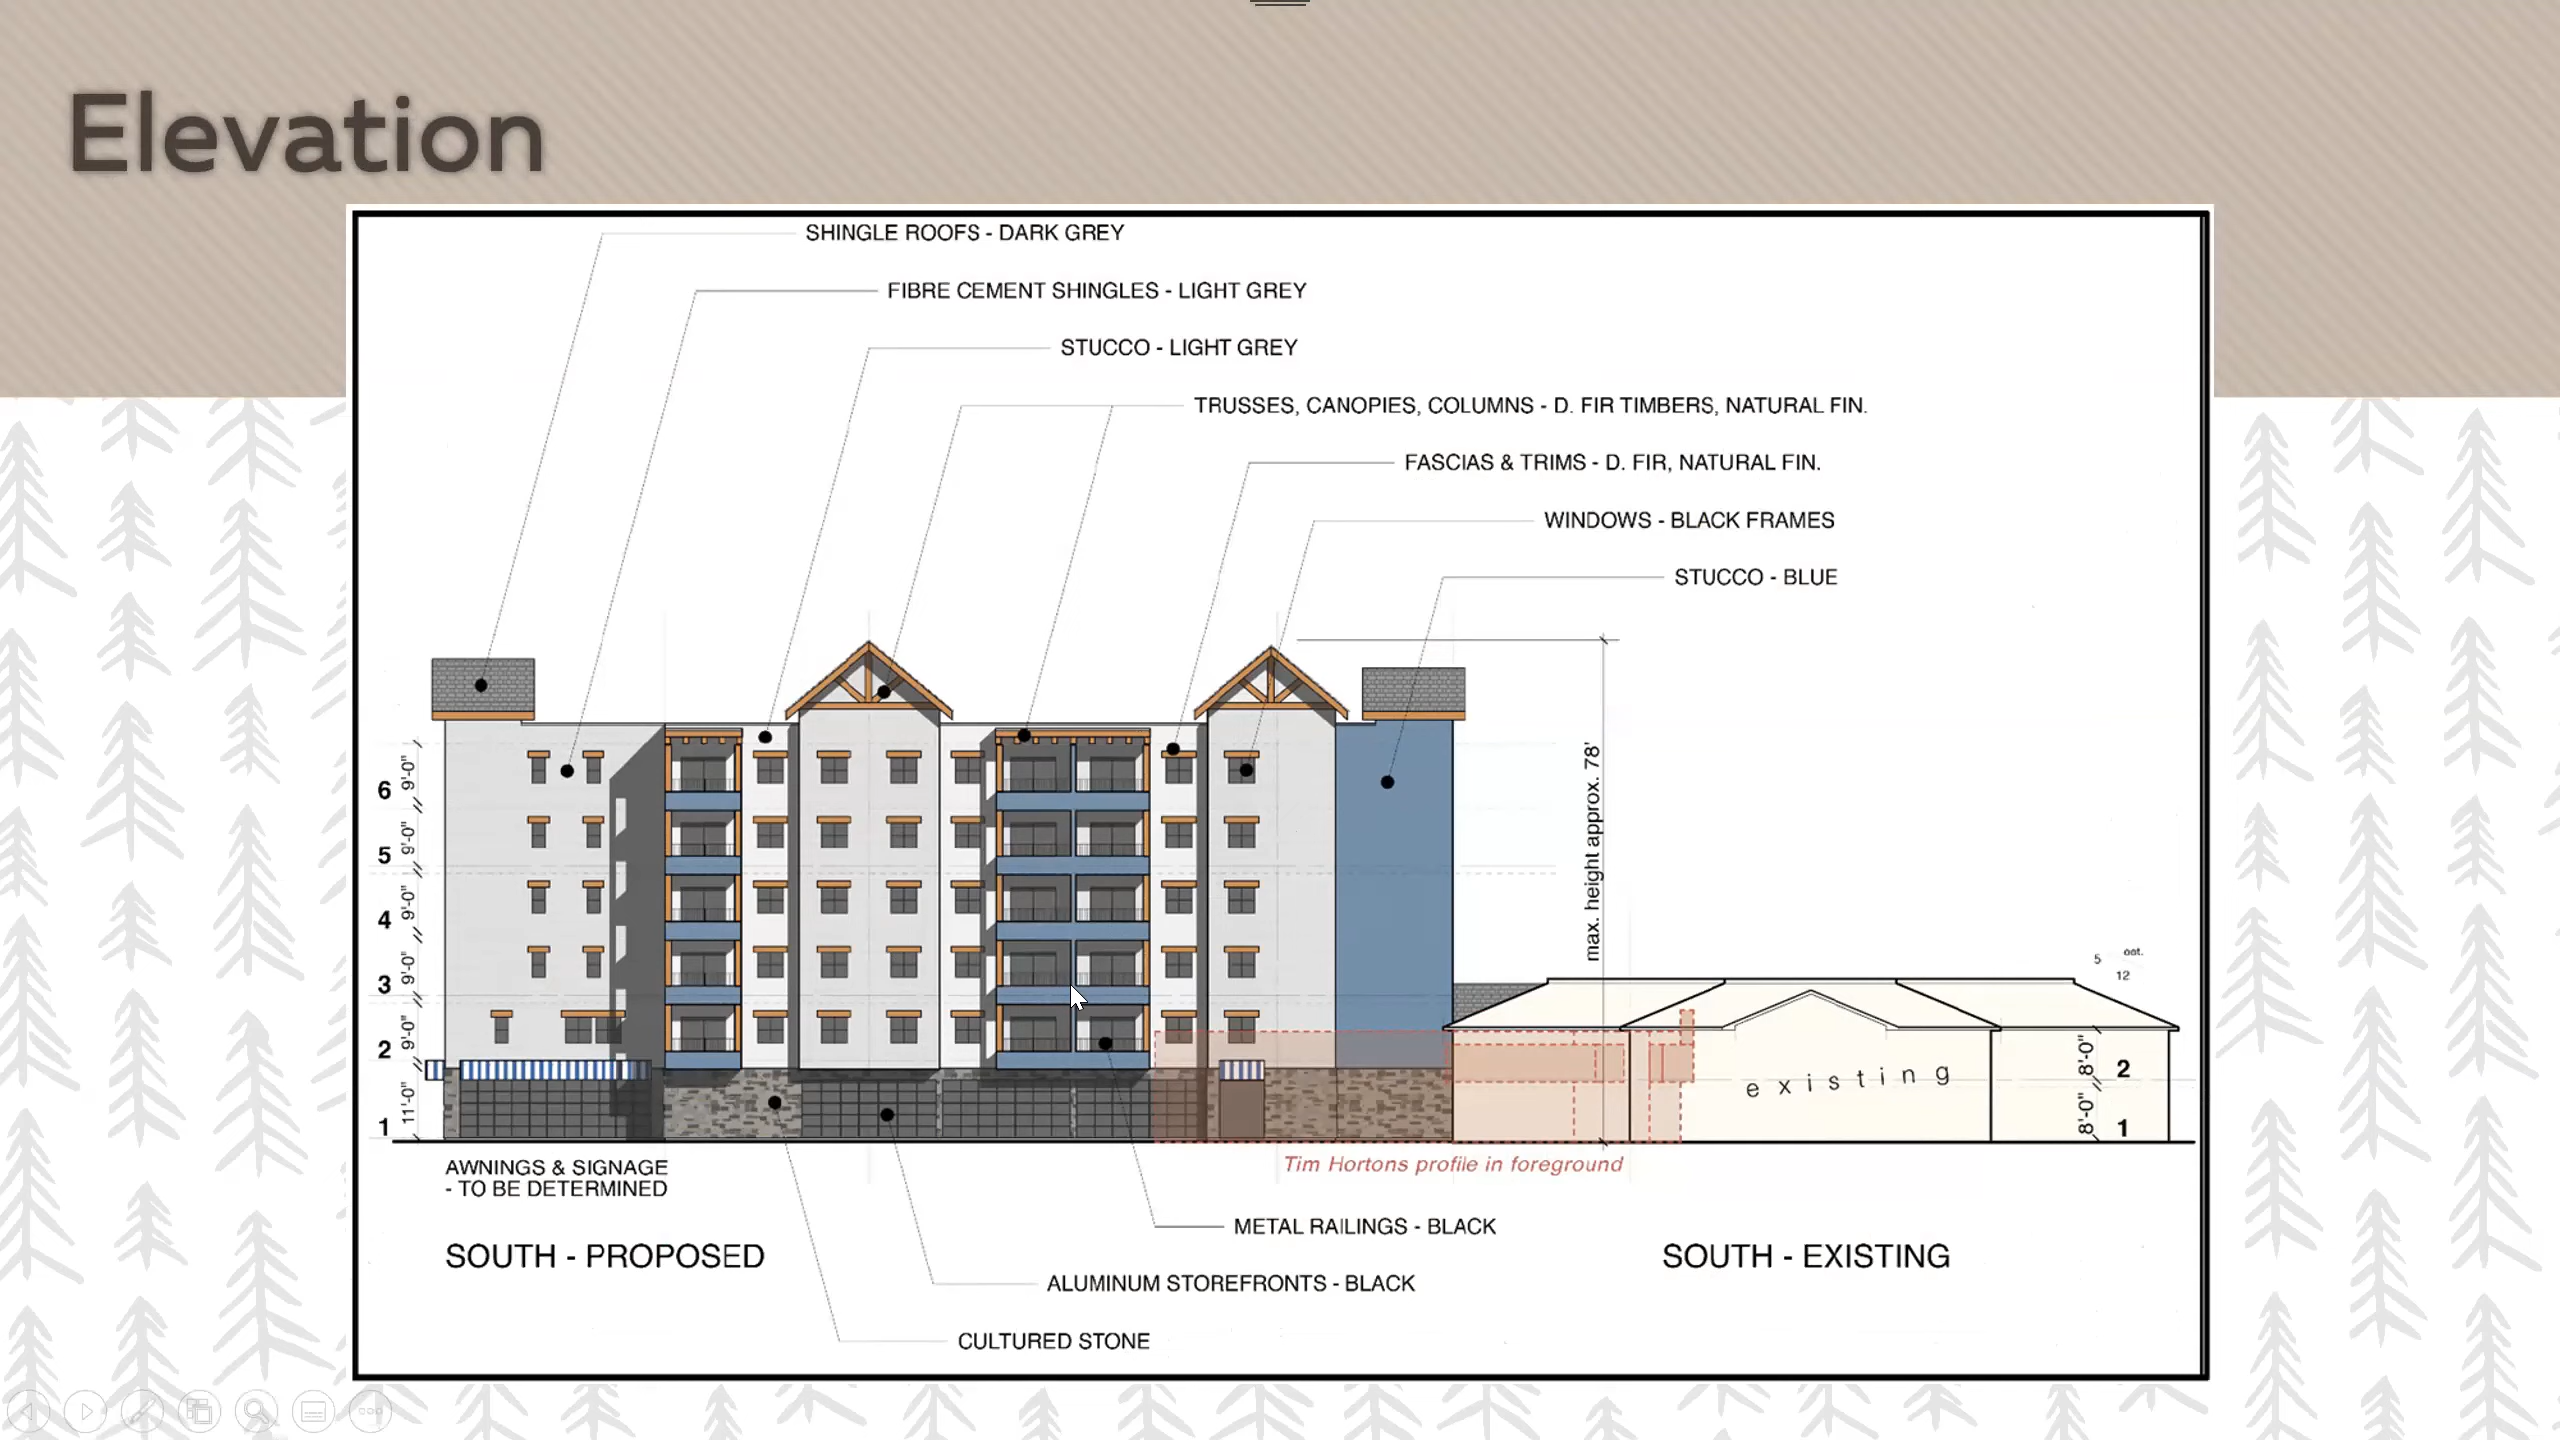 Elevation
SHINGLE ROOFS - DARK GREY
FIBRE CEMENT SHINGLES - LIGHT GREY
STUCCO - LIGHT GREY
TRUSSES, CANOPIES, COLUMNS - D. FIR TIMBERS, NATURAL FIN.
FASCIAS & TRIMS - D. FIR, NATURAL FIN.
WINDOWS - BLACK FRAMES
STUCCO - BLUE
max. height approx. 78'
6 9'-0"
5 9'-0"
4 9'-0"
3 9'-0"
2 9'-0"
1 11'-0"
5
12
existing
8'-0" 2
8'-0" 1
Tim Hortons profile in foreground
AWNINGS & SIGNAGE
- TO BE DETERMINED
METAL RAILINGS - BLACK
SOUTH - PROPOSED
SOUTH - EXISTING
ALUMINUM STOREFRONTS - BLACK
CULTURED STONE